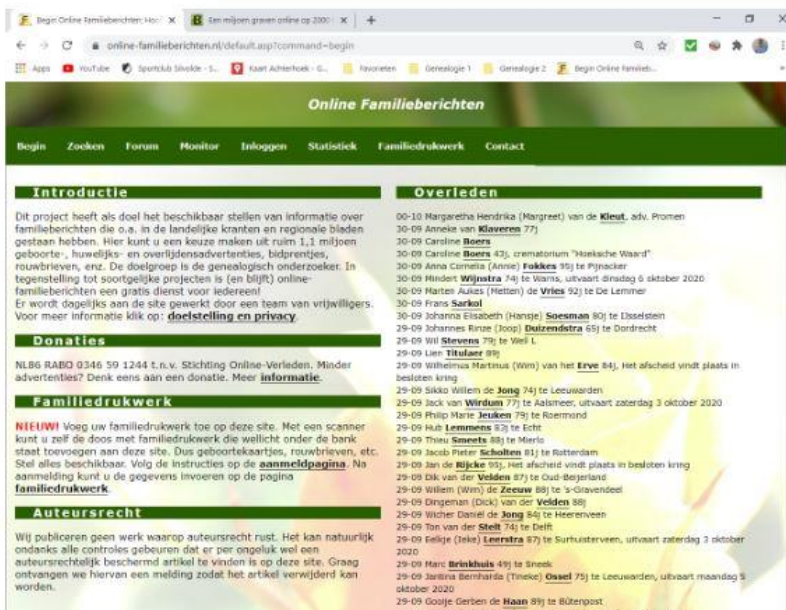 Begin Online Familieberichten; Hoo
Een miljoen graven online op 2000
online-familieberichten.nl/default.asp?command=begin
Apps YouTube Sportclub Silvolde - S... Kaart Achterhoek - G... Favorieten Genealogie 1 Genealogie 2 Begin Online Familieb...
Online Familieberichten
Begin Zoeken Forum Monitor Inloggen Statistiek Familiedrukwerk Contact
Introductie
Dit project heeft als doel het beschikbaar stellen van informatie over
familieberichten die o.a. in de landelijke kranten en regionale bladen
gestaan hebben. Hier kunt u een keuze maken uit ruim 1,1 miljoen
geboorte-, huwelijks- en overlijdensadvertenties, bidprentjes,
rouwbrieven, enz. De doelgroep is de genealogisch onderzoeker. In
tegenstelling tot soortgelijke projecten is (en blijft) online-
familieberichten een gratis dienst voor iedereen!
Er wordt dagelijks aan de site gewerkt door een team van vrijwilligers.
Voor meer informatie klik op: doelstelling en privacy.
Donaties
NL86 RABO 0346 59 1244 t.n.v. Stichting Online-Verleden. Minder
advertenties? Denk eens aan een donatie. Meer informatie.
Familiedrukwerk
NIEUW! Voeg uw familiedrukwerk toe op deze site. Met een scanner
kunt u zelf de doos met familiedrukwerk die wellicht onder de bank
staat toevoegen aan deze site. Dus geboortekaartjes, rouwbrieven, etc.
Stel alles beschikbaar. Volg de instructies op de aanmeldpagina. Na
aanmelding kunt u de gegevens invoeren op de pagina
familiedrukwerk.
Auteursrecht
Wij publiceren geen werk waarop auteursrecht rust. Het kan natuurlijk
ondanks alle controles gebeuren dat er per ongeluk wel een
auteursrechtelijk beschermd artikel te vinden is op deze site. Graag
ontvangen we hiervan een melding zodat het artikel verwijderd kan
worden.
Overleden
00-10 Margaretha Hendrika (Margreet) van de Kleut, adv. Promen
30-09 Anneke van Klaveren 77j
30-09 Caroline Boers
30-09 Caroline Boers 43j, crematorium "Hoeksche Waard"
30-09 Anna Cornelia (Annie) Fokkes 95j te Pijnacker
30-09 Mindert Wijnstra 74j te Warns, uitvaart dinsdag 6 oktober 2020
30-09 Marten Aukes (Metten) de Vries 92j te De Lemmer
30-09 Frans Sarkol
30-09 Johanna Elisabeth (Hansje) Soesman 80j te IJsselstein
29-09 Johannes Rinze (Joop) Duizendstra 65j te Dordrecht
29-09 Wil Stevens 79j te Well L
29-09 Lien Titulaer 89j
29-09 Wilhelmus Martinus (Wim) van het Erve 84j, Het afscheid vindt plaats in
besloten kring
29-09 Sikko Willem de Jong 74j te Leeuwarden
29-09 Jack van Wirdum 77j te Aalsmeer, uitvaart zaterdag 3 oktober 2020
29-09 Philip Marie Jeuken 79j te Roermond
29-09 Hub Lemmens 83j te Echt
29-09 Thieu Smeets 88j te Mierlo
29-09 Jacob Pieter Scholten 81j te Rotterdam
29-09 Jan de Rijcke 95j, Het afscheid vindt plaats in besloten kring
29-09 Dik van der Velden 87j te Oud-Beijerland
29-09 Willem (Wim) de Zeeuw 88j te 's-Gravendeel
29-09 Dingeman (Dick) van der Velden 88j
29-09 Wicher Daniël de Jong 84j te Heerenveen
29-09 Ton van der Stelt 74j te Delft
29-09 Eelkje (Ieke) Leerstra 87j te Surhuisterveen, uitvaart zaterdag 3 oktober
2020
29-09 Marc Brinkhuis 49j te Sneek
29-09 Jantina Bernharda (Tineke) Ossel 75j te Leeuwarden, uitvaart maandag 5
oktober 2020
29-09 Gooije Gerben de Haan 89j te Bûtenpost